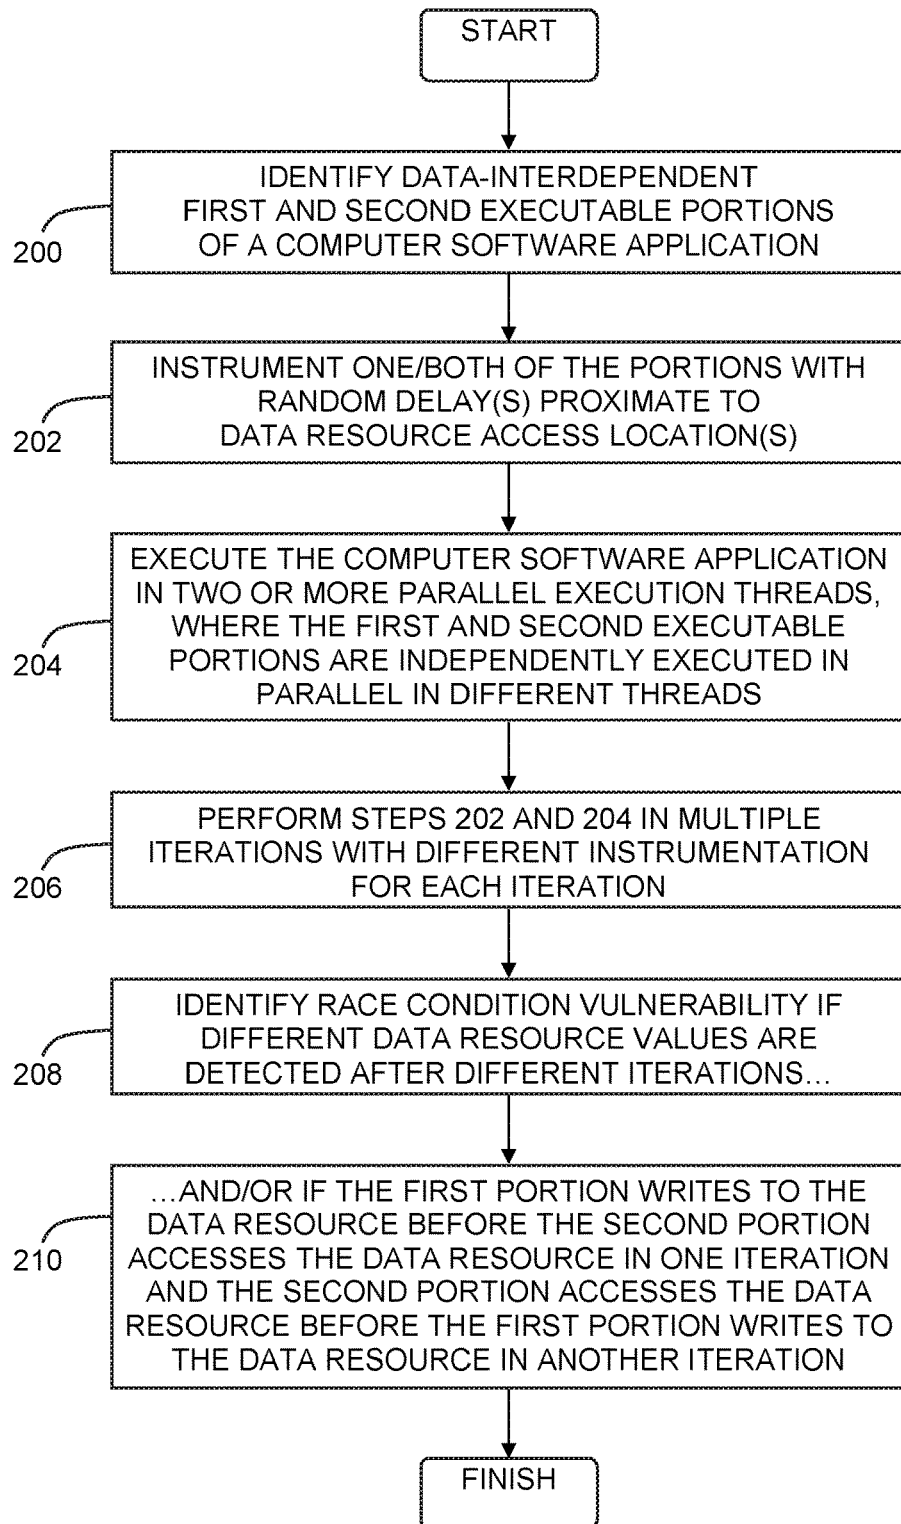 START
IDENTIFY DATA-INTERDEPENDENT
FIRST AND SECOND EXECUTABLE PORTIONS
OF A COMPUTER SOFTWARE APPLICATION
200
INSTRUMENT ONE/BOTH OF THE PORTIONS WITH
RANDOM DELAY(S) PROXIMATE TO
DATA RESOURCE ACCESS LOCATION(S)
202
EXECUTE THE COMPUTER SOFTWARE APPLICATION
IN TWO OR MORE PARALLEL EXECUTION THREADS,
WHERE THE FIRST AND SECOND EXECUTABLE
PORTIONS ARE INDEPENDENTLY EXECUTED IN
PARALLEL IN DIFFERENT THREADS
204
PERFORM STEPS 202 AND 204 IN MULTIPLE
ITERATIONS WITH DIFFERENT INSTRUMENTATION
FOR EACH ITERATION
206
IDENTIFY RACE CONDITION VULNERABILITY IF
DIFFERENT DATA RESOURCE VALUES ARE
DETECTED AFTER DIFFERENT ITERATIONS...
208
...AND/OR IF THE FIRST PORTION WRITES TO THE
DATA RESOURCE BEFORE THE SECOND PORTION
ACCESSES THE DATA RESOURCE IN ONE ITERATION
AND THE SECOND PORTION ACCESSES THE DATA
RESOURCE BEFORE THE FIRST PORTION WRITES TO
THE DATA RESOURCE IN ANOTHER ITERATION
210
FINISH